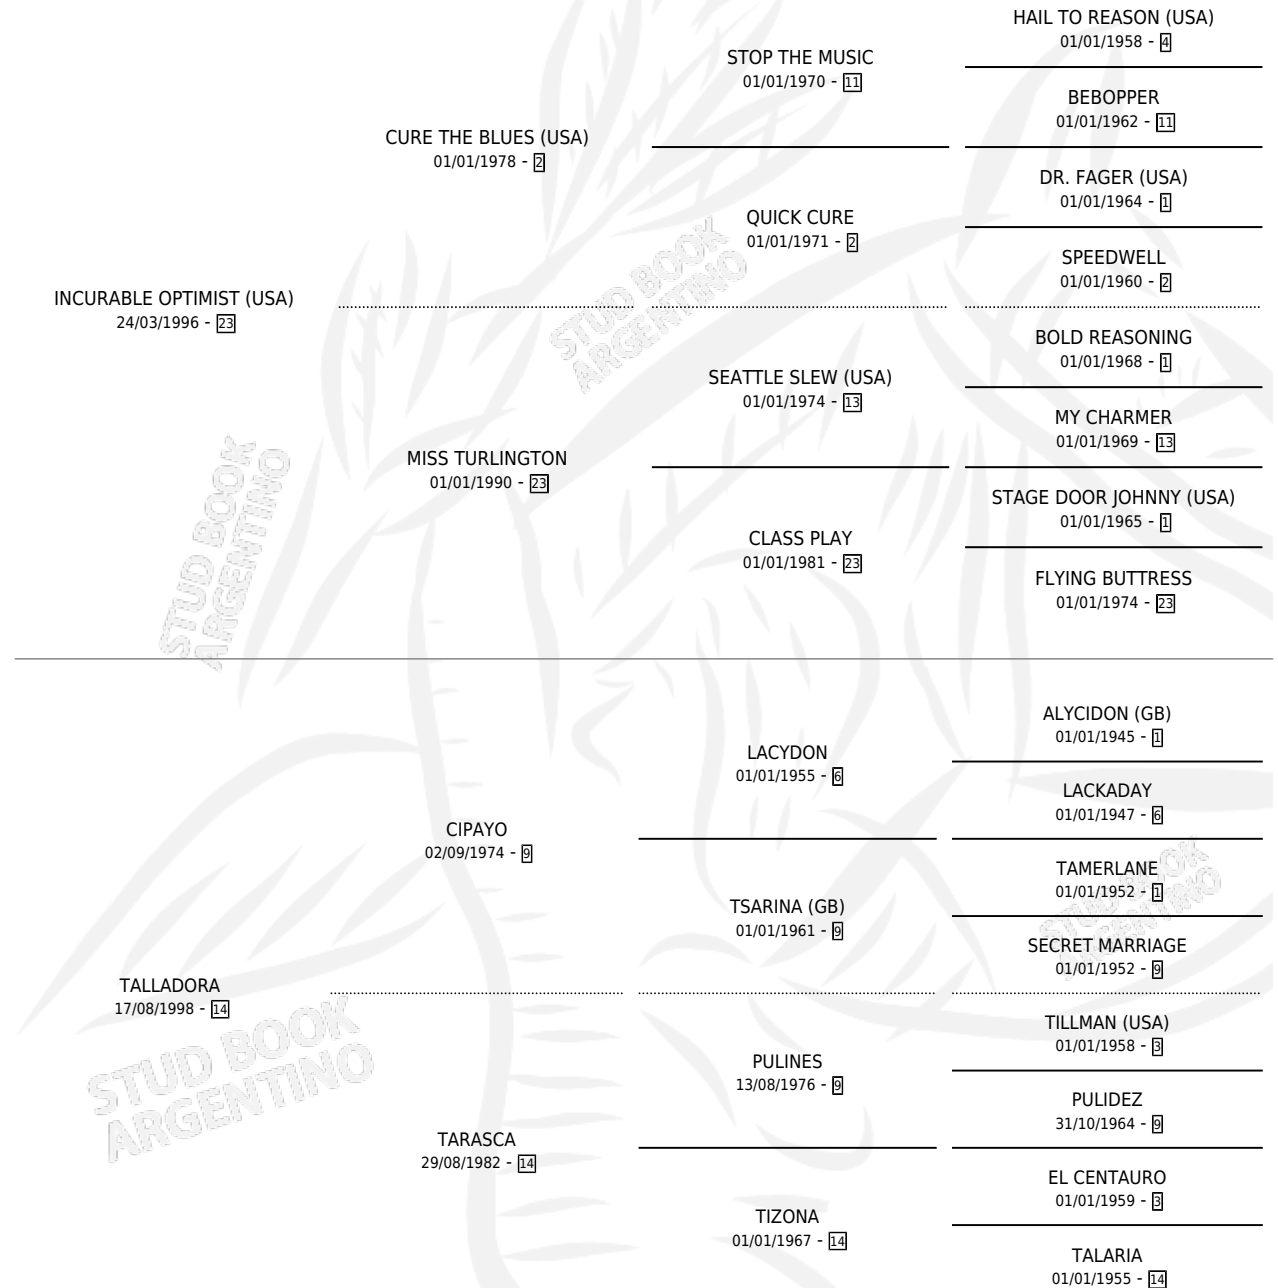 HAIL TO REASON (USA)
01/01/1958 - 4
STOP THE MUSIC
01/01/1970 - 11
BEBOPPER
01/01/1962 - 11
CURE THE BLUES (USA)
01/01/1978 - 2
DR. FAGER (USA)
01/01/1964 - 1
QUICK CURE
01/01/1971 - 2
SPEEDWELL
01/01/1960 - 2
INCURABLE OPTIMIST (USA)
24/03/1996 - 23
BOLD REASONING
01/01/1968 - 1
SEATTLE SLEW (USA)
01/01/1974 - 13
MY CHARMER
01/01/1969 - 13
MISS TURLINGTON
01/01/1990 - 23
STAGE DOOR JOHNNY (USA)
01/01/1965 - 1
CLASS PLAY
01/01/1981 - 23
FLYING BUTTRESS
01/01/1974 - 23
ALYCIDON (GB)
01/01/1945 - 1
LACYDON
01/01/1955 - 6
LACKADAY
01/01/1947 - 6
CIPAYO
02/09/1974 - 9
TAMERLANE
01/01/1952 - 1
TSARINA (GB)
01/01/1961 - 9
SECRET MARRIAGE
01/01/1952 - 9
TALLADORA
17/08/1998 - 14
TILLMAN (USA)
01/01/1958 - 3
PULINES
13/08/1976 - 9
PULIDEZ
31/10/1964 - 9
TARASCA
29/08/1982 - 14
EL CENTAURO
01/01/1959 - 3
TIZONA
01/01/1967 - 14
TALARIA
01/01/1955 - 14
STUD BOOK
ARGENTINO
STUD BOOK
ARGENTINO
STUD BOOK
ARGENTINO
STUD BOOK
ARGENTINO